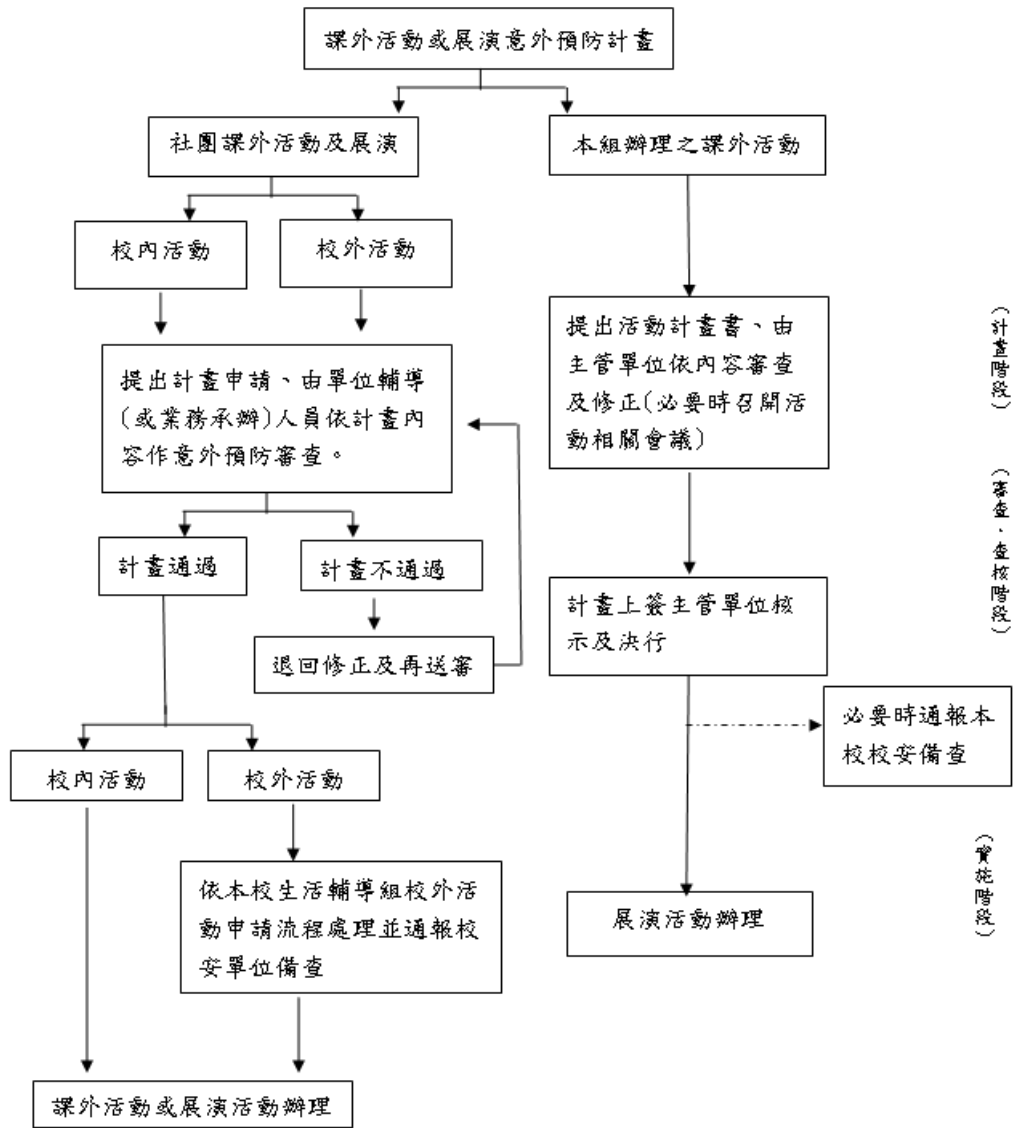 課外活動或展演意外預防計畫
社團課外活動及展演
本組辦理之課外活動
校內活動
校外活動
提出計畫申請、由單位輔導
(或業務承辦)人員依計畫內
容作意外預防審查。
提出活動計畫書、由
主管單位依內容審查
及修正(必要時召開活
動相關會議)
(計畫階段)
計畫通過
計畫不通過
退回修正及再送審
計畫上簽主管單位核
示及決行
(審查、查核階段)
必要時通報本
校校安備查
校內活動
校外活動
依本校生活輔導組校外活
動申請流程處理並通報校
安單位備查
展演活動辦理
(實施階段)
課外活動或展演活動辦理